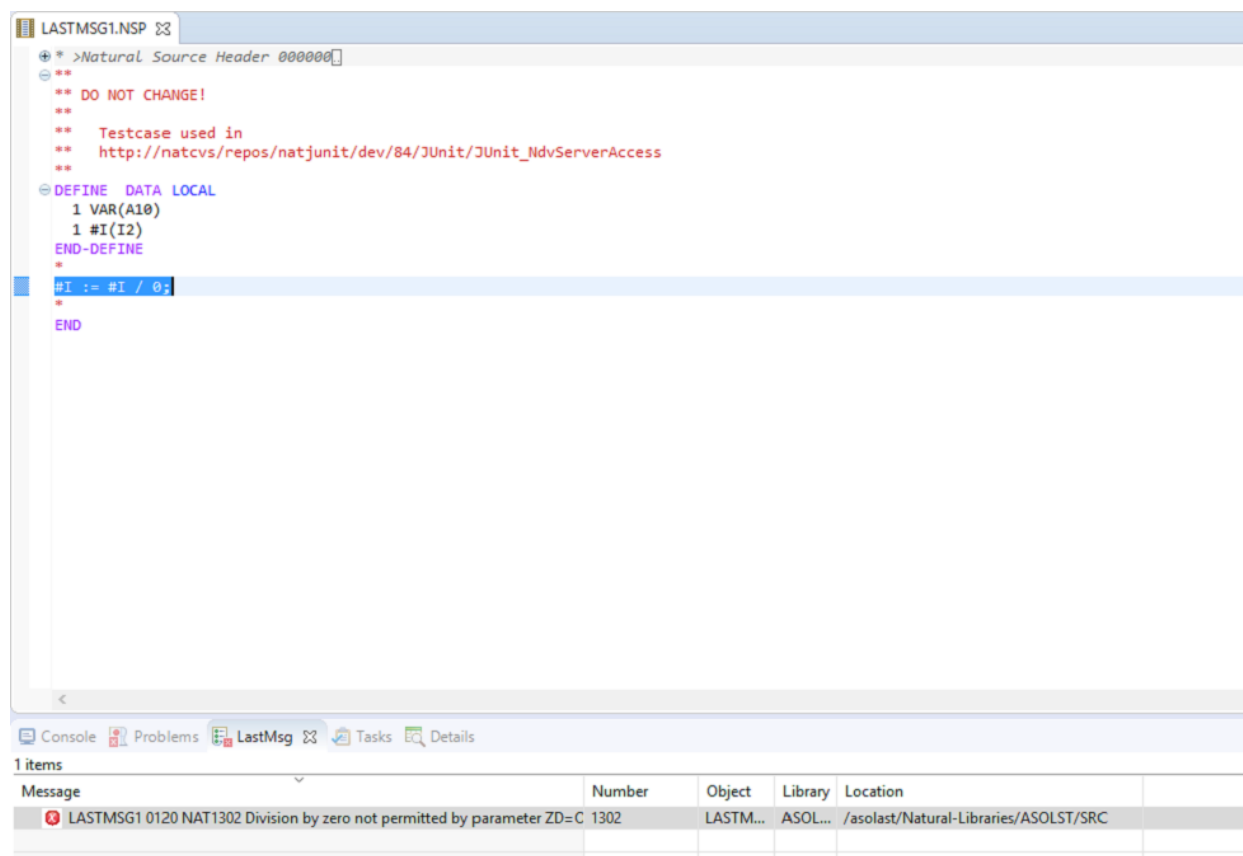 LASTMSG1.NSP
* >Natural Source Header 000000
**
** DO NOT CHANGE!
**
** Testcase used in
** http://natcvs/repos/natjunit/dev/84/JUnit/JUnit_NdvServerAccess
**
DEFINE DATA LOCAL
1 VAR(A10)
1 #I(I2)
END-DEFINE
*
#I := #I / 0;
*
END
Console Problems LastMsg Tasks Details
1 items
Message Number Object Library Location
LASTMSG1 0120 NAT1302 Division by zero not permitted by parameter ZD=O 1302 LASTM... ASOL... /asolast/Natural-Libraries/ASOLST/SRC